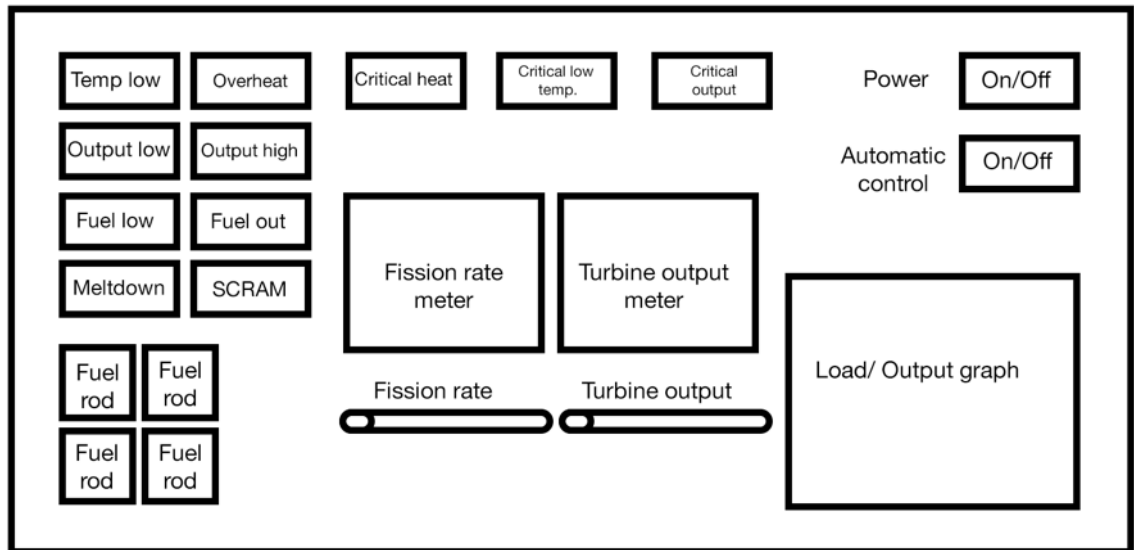 Temp low
Overheat
Critical heat
Critical low
temp.
Critical
output
Power
On/Off
Output low
Output high
Automatic
control
On/Off
Fuel low
Fuel out
Meltdown
SCRAM
Fission rate
meter
Turbine output
meter
Load/ Output graph
Fuel
rod
Fuel
rod
Fission rate
Turbine output
Fuel
rod
Fuel
rod